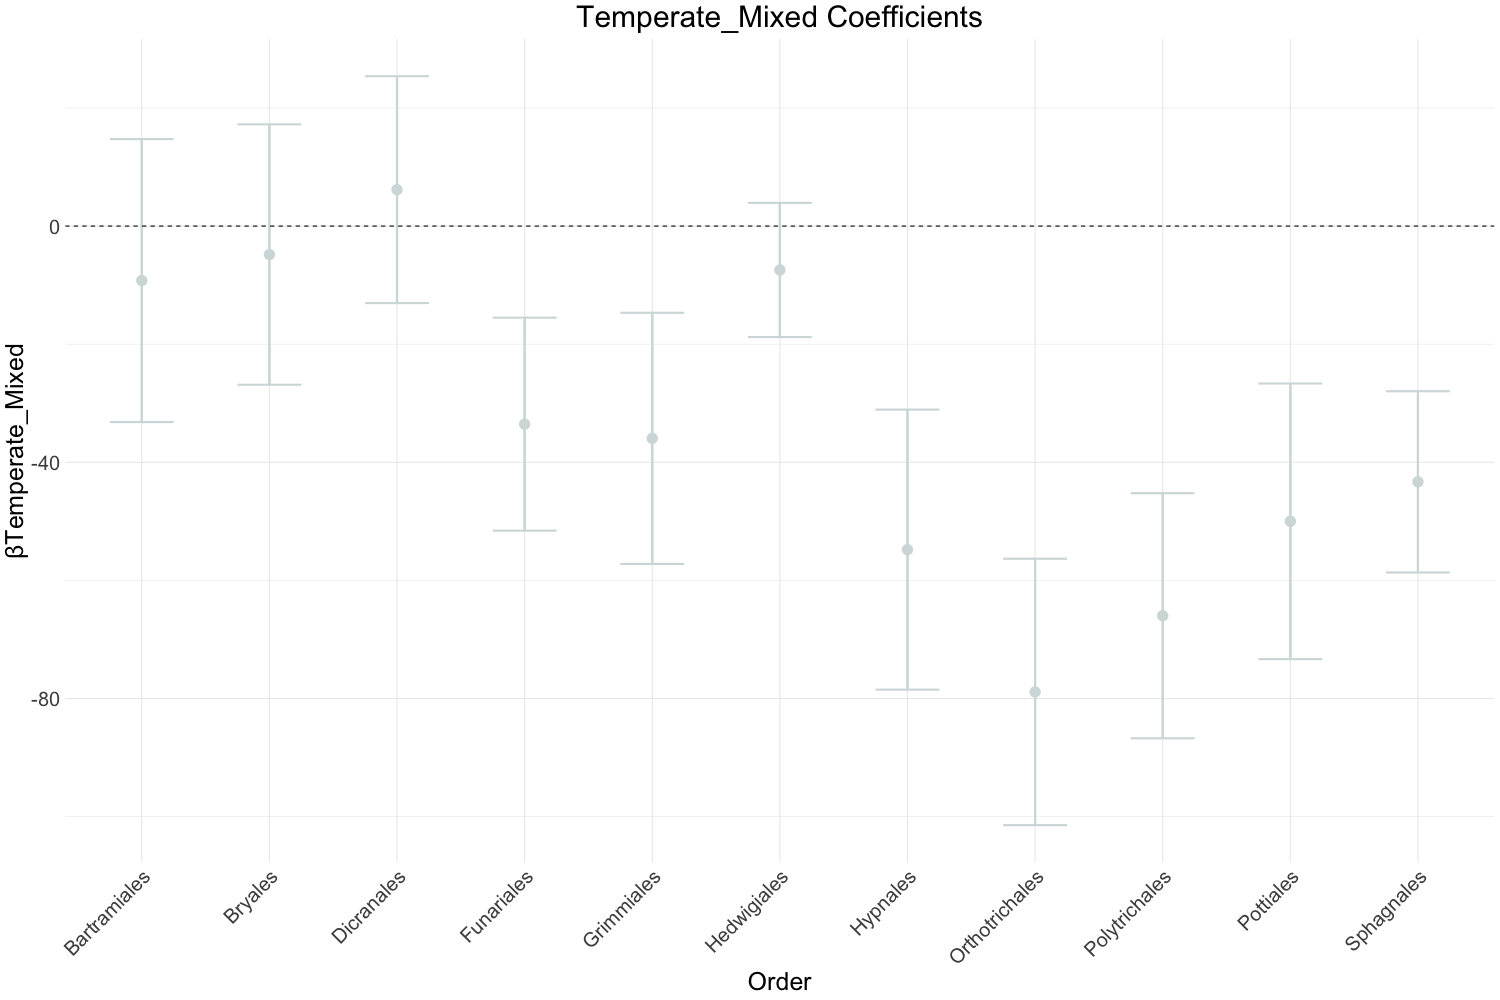 Temperate_Mixed Coefficients
βTemperate_Mixed
0
-40
-80
Bartramiales
Bryales
Dicranales
Funariales
Grimmiales
Hedwigiales
Hypnales
Orthotrichales
Polytrichales
Pottiales
Sphagnales
Order